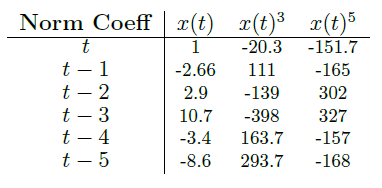 Norm Coeff x(t) x(t)³ x(t)⁵
t 1 -20.3 -151.7
t − 1 -2.66 111 -165
t − 2 2.9 -139 302
t − 3 10.7 -398 327
t − 4 -3.4 163.7 -157
t − 5 -8.6 293.7 -168